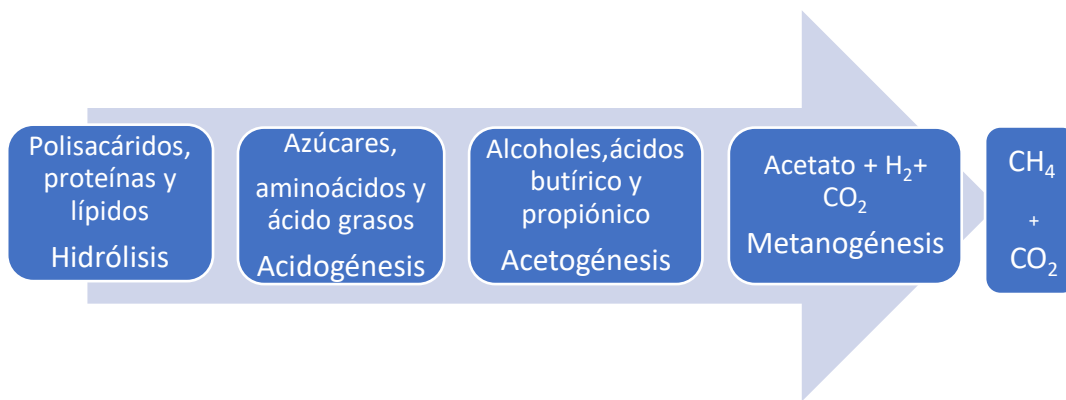 Polisacáridos,
proteínas y
lípidos
Hidrólisis
Azúcares,
aminoácidos y
ácido grasos
Acidogénesis
Alcoholes,ácidos
butírico y
propiónico
Acetogénesis
Acetato + H₂+
CO₂
Metanogénesis
CH₄
+
CO₂